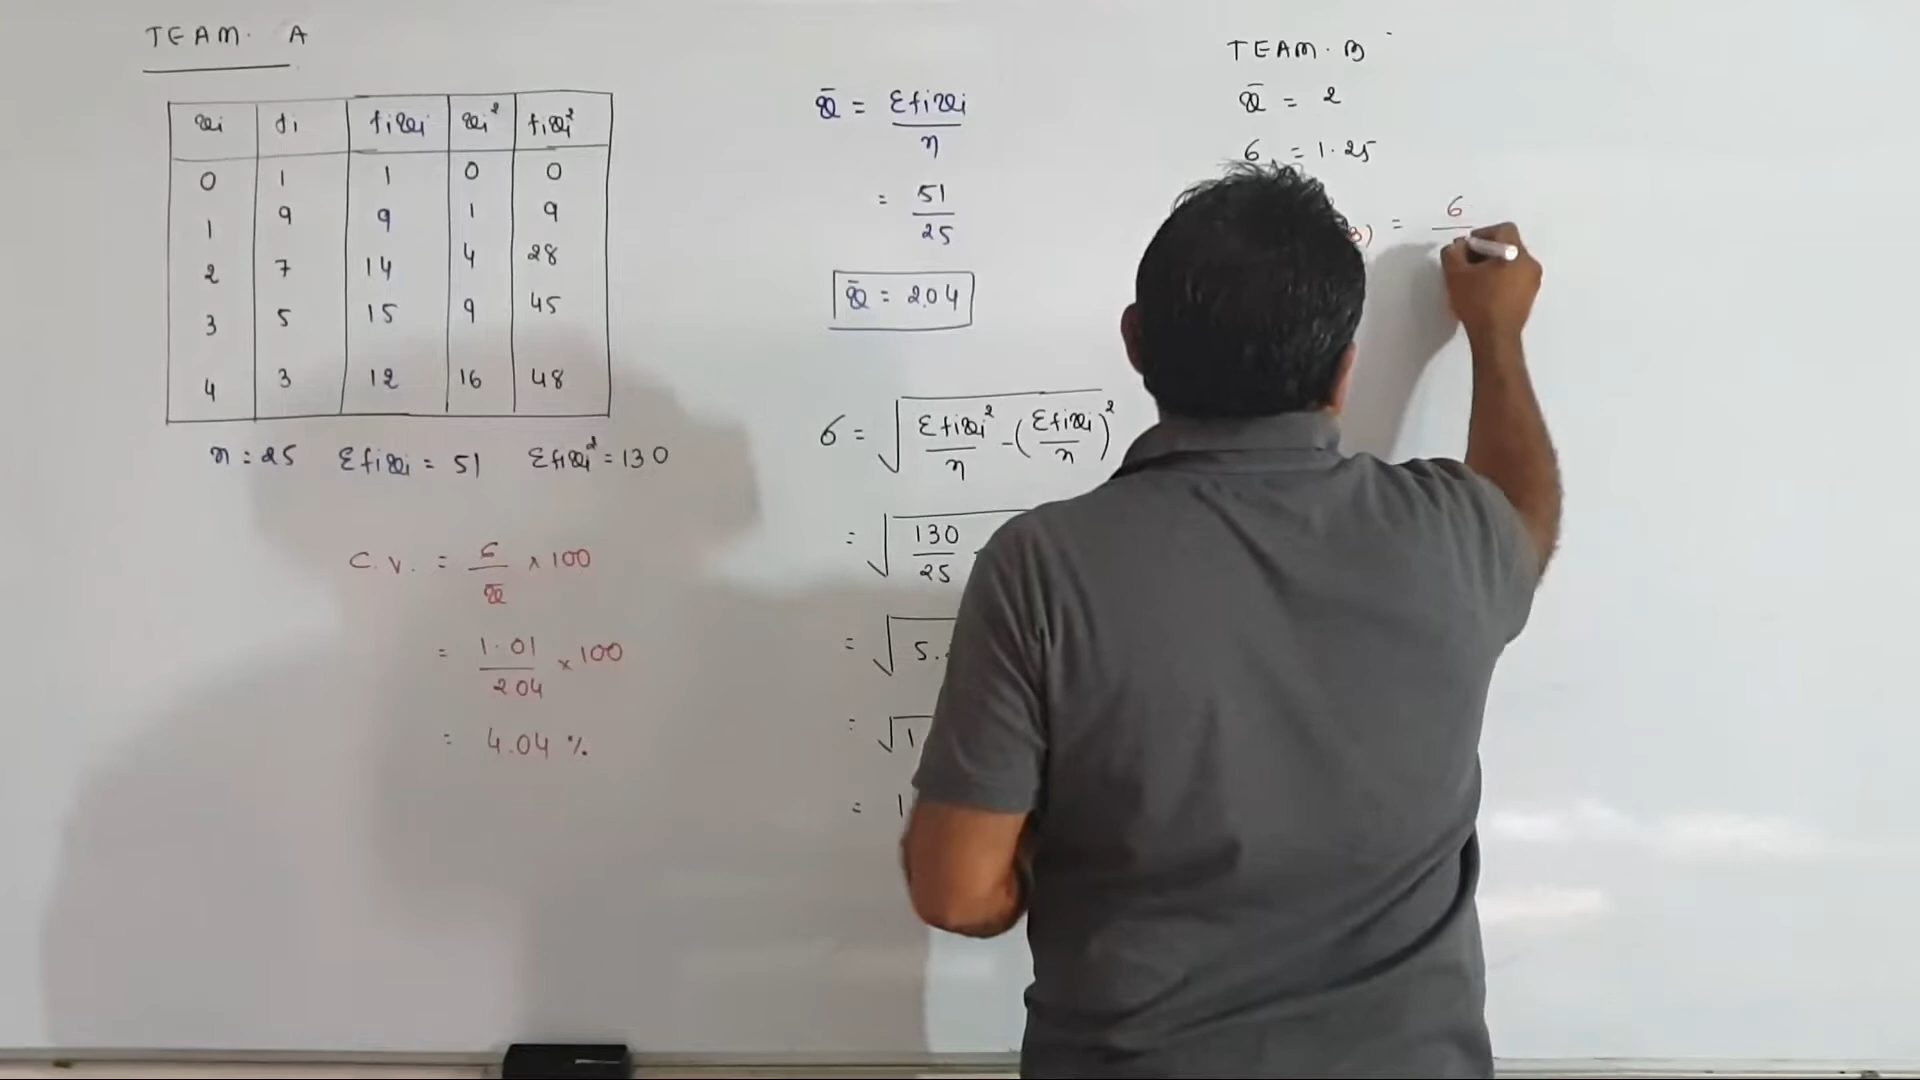 TEAM. A
xi fi fixi xi² fixi²
0 1 1 0 0
1 9 9 1 9
2 7 14 4 28
3 5 15 9 45
4 3 12 16 48
n = 25 Σfixi = 51 Σfixi² = 130
C.V. = σ / x̄ × 100
= 1.01 / 2.04 × 100
= 4.04 %
x̄ = Σfixi / n
= 51 / 25
x̄ = 2.04
σ = √ Σfixi² / n - (Σfixi / n)²
= √ 130 / 25
= √ 5.
= √ 1
= 1
TEAM. B
x̄ = 2
σ = 1.25
B) = σ